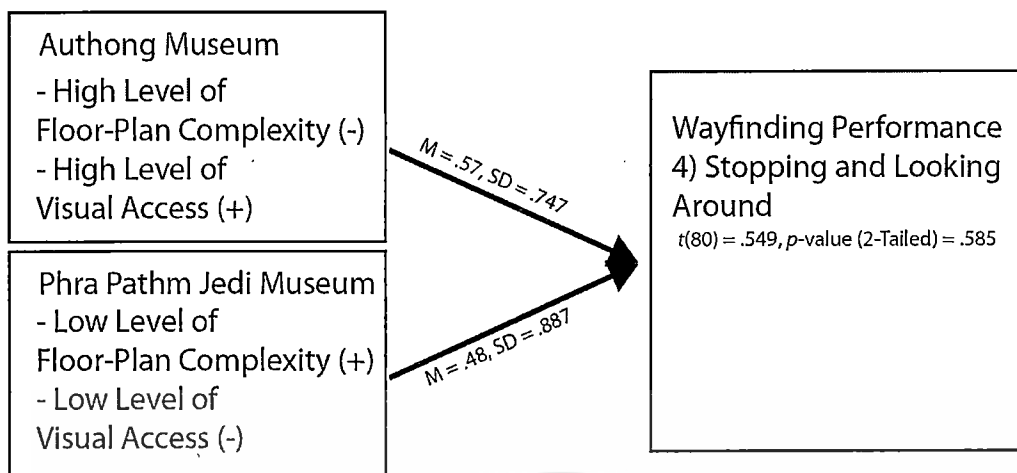 Authong Museum
- High Level of
Floor-Plan Complexity (-)
- High Level of
Visual Access (+)
M = .57, SD = .747
Phra Pathm Jedi Museum
- Low Level of
Floor-Plan Complexity (+)
- Low Level of
Visual Access (-)
M = .48, SD = .887
Wayfinding Performance
4) Stopping and Looking
Around
t(80) = .549, p-value (2-Tailed) = .585